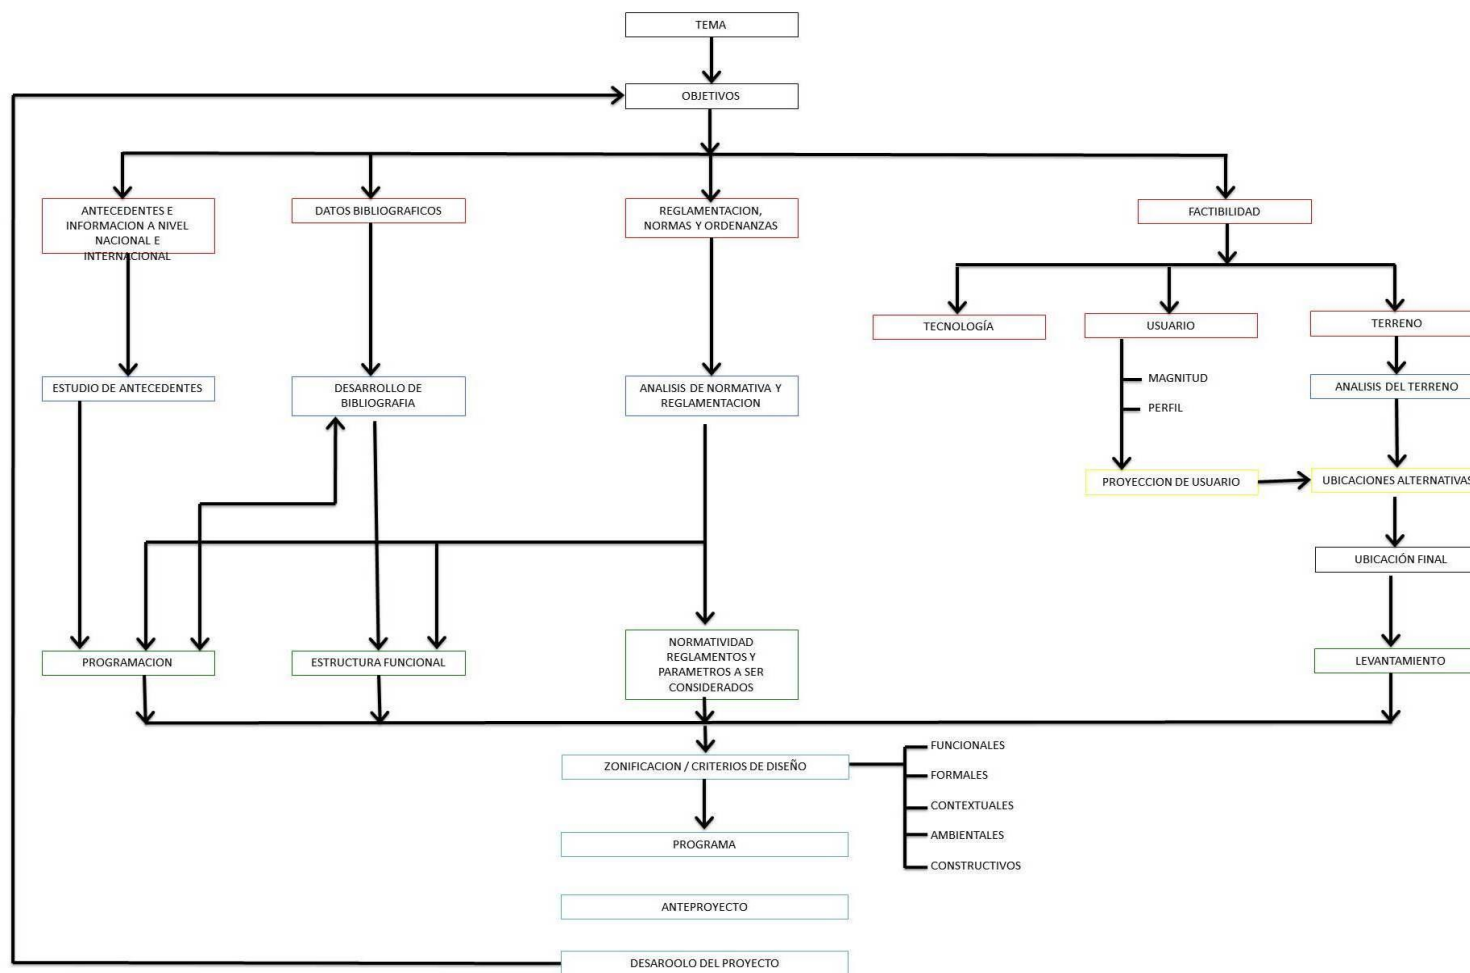 TEMA
OBJETIVOS
ANTECEDENTES E
INFORMACION A NIVEL
NACIONAL E
INTERNACIONAL
DATOS BIBLIOGRAFICOS
REGLAMENTACION,
NORMAS Y ORDENANZAS
FACTIBILIDAD
TECNOLOGÍA
USUARIO
TERRENO
ESTUDIO DE ANTECEDENTES
DESARROLLO DE
BIBLIOGRAFIA
ANALISIS DE NORMATIVA Y
REGLAMENTACION
MAGNITUD
PERFIL
ANALISIS DEL TERRENO
PROYECCION DE USUARIO
UBICACIONES ALTERNATIVAS
UBICACIÓN FINAL
PROGRAMACION
ESTRUCTURA FUNCIONAL
NORMATIVIDAD
REGLAMENTOS Y
PARAMETROS A SER
CONSIDERADOS
LEVANTAMIENTO
ZONIFICACION / CRITERIOS DE DISEÑO
FUNCIONALES
FORMALES
CONTEXTUALES
AMBIENTALES
CONSTRUCTIVOS
PROGRAMA
ANTEPROYECTO
DESAROOLO DEL PROYECTO